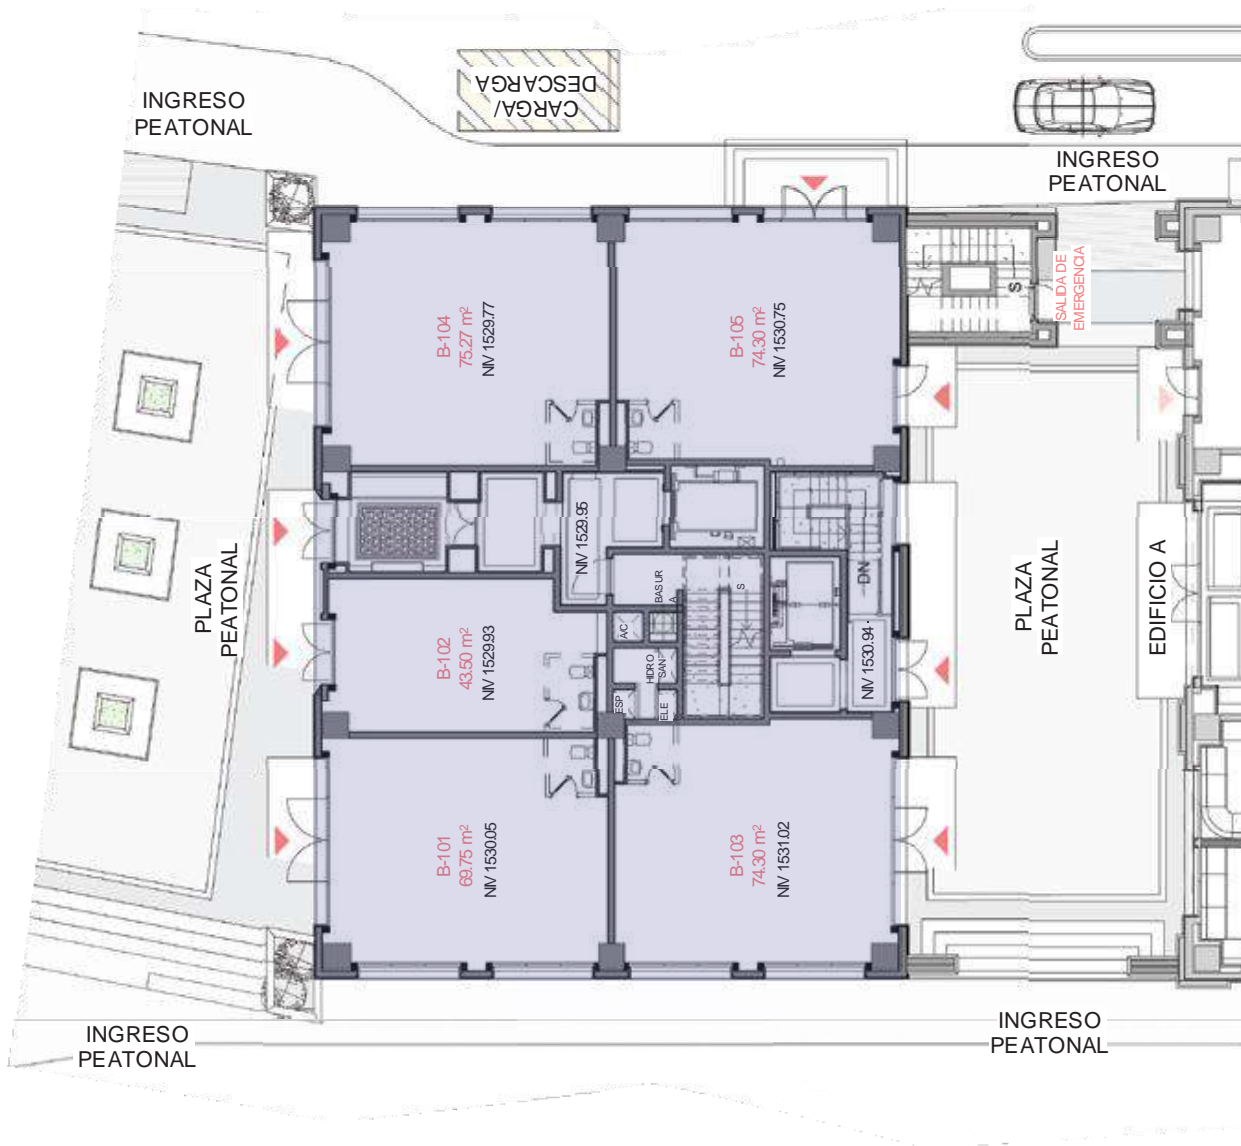 CARGA/
DESCARGA
INGRESO
PEATONAL
INGRESO
PEATONAL
SALIDA DE
EMERGENCIA
S
B-104
75.27 m²
NIV 1529.77
B-105
74.30 m²
NIV 1530.75
NIV 1529.95
BASUR
A
S
DN
A/C
HIDRO
SAN
ESP
ELE
NIV 1530.94
B-102
43.50 m²
NIV 1529.93
PLAZA
PEATONAL
PLAZA
PEATONAL
EDIFICIO A
B-101
69.75 m²
NIV 1530.05
B-103
74.30 m²
NIV 1531.02
INGRESO
PEATONAL
INGRESO
PEATONAL